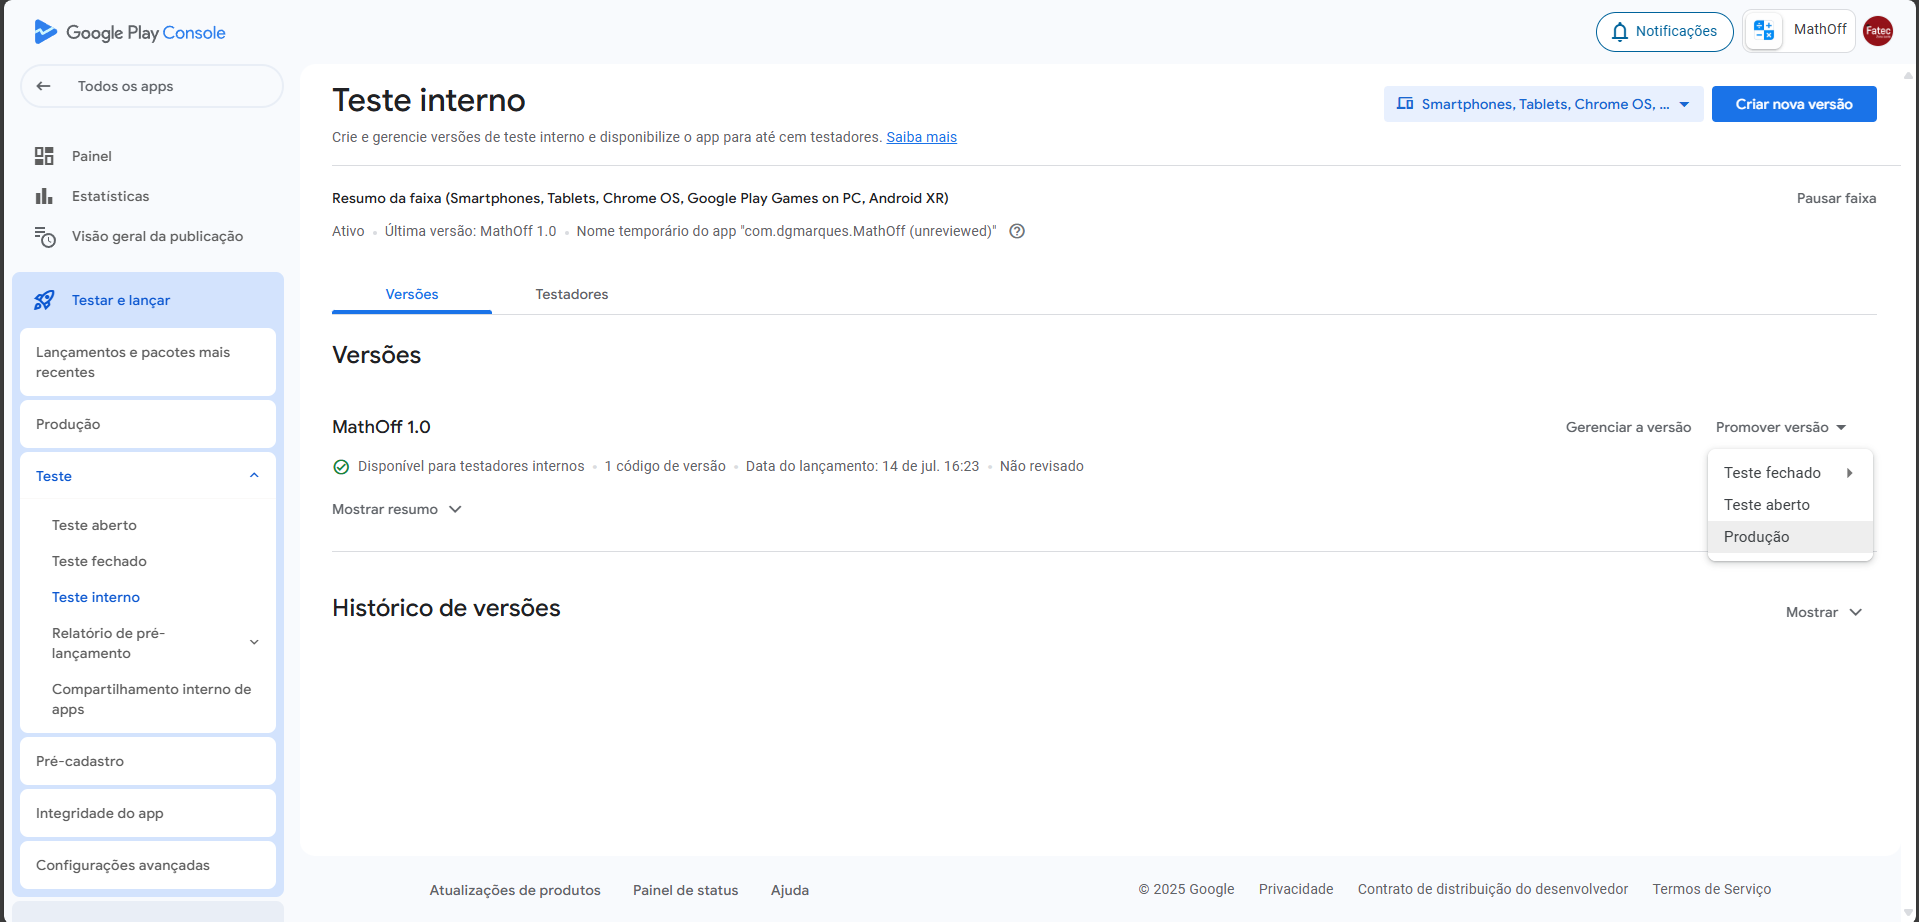 Google Play Console
Notificações
MathOff
Fatec
Todos os apps
Painel
Estatísticas
Visão geral da publicação
Testar e lançar
Lançamentos e pacotes mais
recentes
Produção
Teste
Teste aberto
Teste fechado
Teste interno
Relatório de pré-
lançamento
Compartilhamento interno de
apps
Pré-cadastro
Integridade do app
Configurações avançadas
Teste interno
Smartphones, Tablets, Chrome OS, ...
Criar nova versão
Crie e gerencie versões de teste interno e disponibilize o app para até cem testadores. Saiba mais
Resumo da faixa (Smartphones, Tablets, Chrome OS, Google Play Games on PC, Android XR)
Pausar faixa
Ativo • Última versão: MathOff 1.0 • Nome temporário do app "com.dgmarques.MathOff (unreviewed)"
Versões
Testadores
Versões
MathOff 1.0
Gerenciar a versão
Promover versão
Disponível para testadores internos • 1 código de versão • Data do lançamento: 14 de jul. 16:23 • Não revisado
Teste fechado
Teste aberto
Produção
Mostrar resumo
Histórico de versões
Mostrar
Atualizações de produtos
Painel de status
Ajuda
© 2025 Google
Privacidade
Contrato de distribuição do desenvolvedor
Termos de Serviço